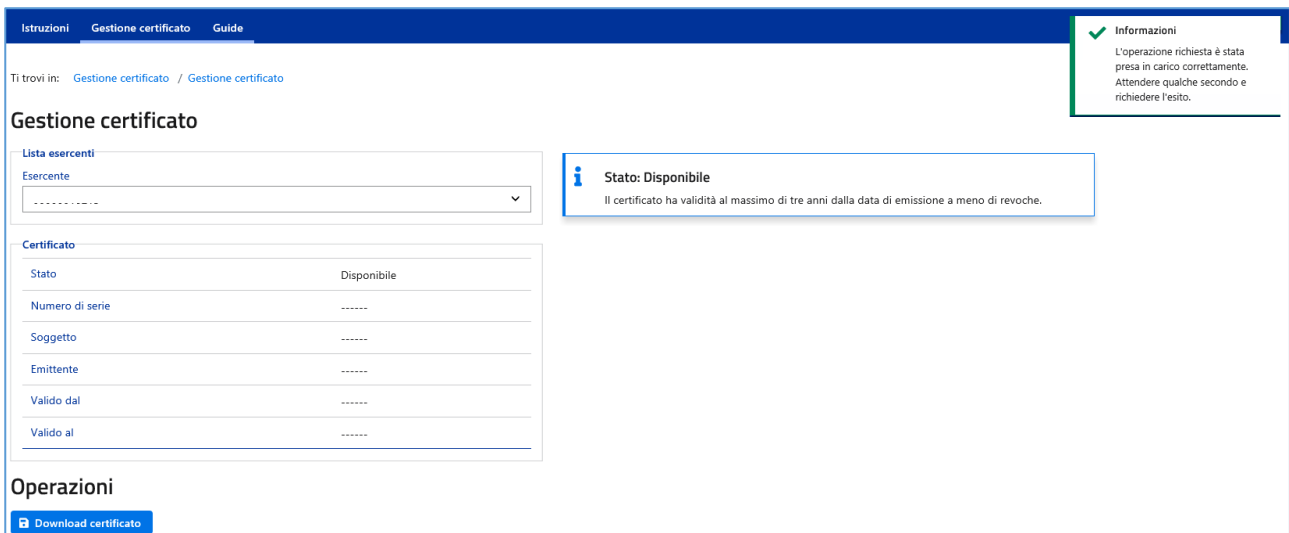 Istruzioni Gestione certificato Guide
Informazioni
L'operazione richiesta è stata
presa in carico correttamente.
Attendere qualche secondo e
richiedere l'esito.
Ti trovi in: Gestione certificato / Gestione certificato
Gestione certificato
Lista esercenti
Esercente
Stato: Disponibile
Il certificato ha validità al massimo di tre anni dalla data di emissione a meno di revoche.
Certificato
Stato Disponibile
Numero di serie ------
Soggetto ------
Emittente ------
Valido dal ------
Valido al ------
Operazioni
Download certificato